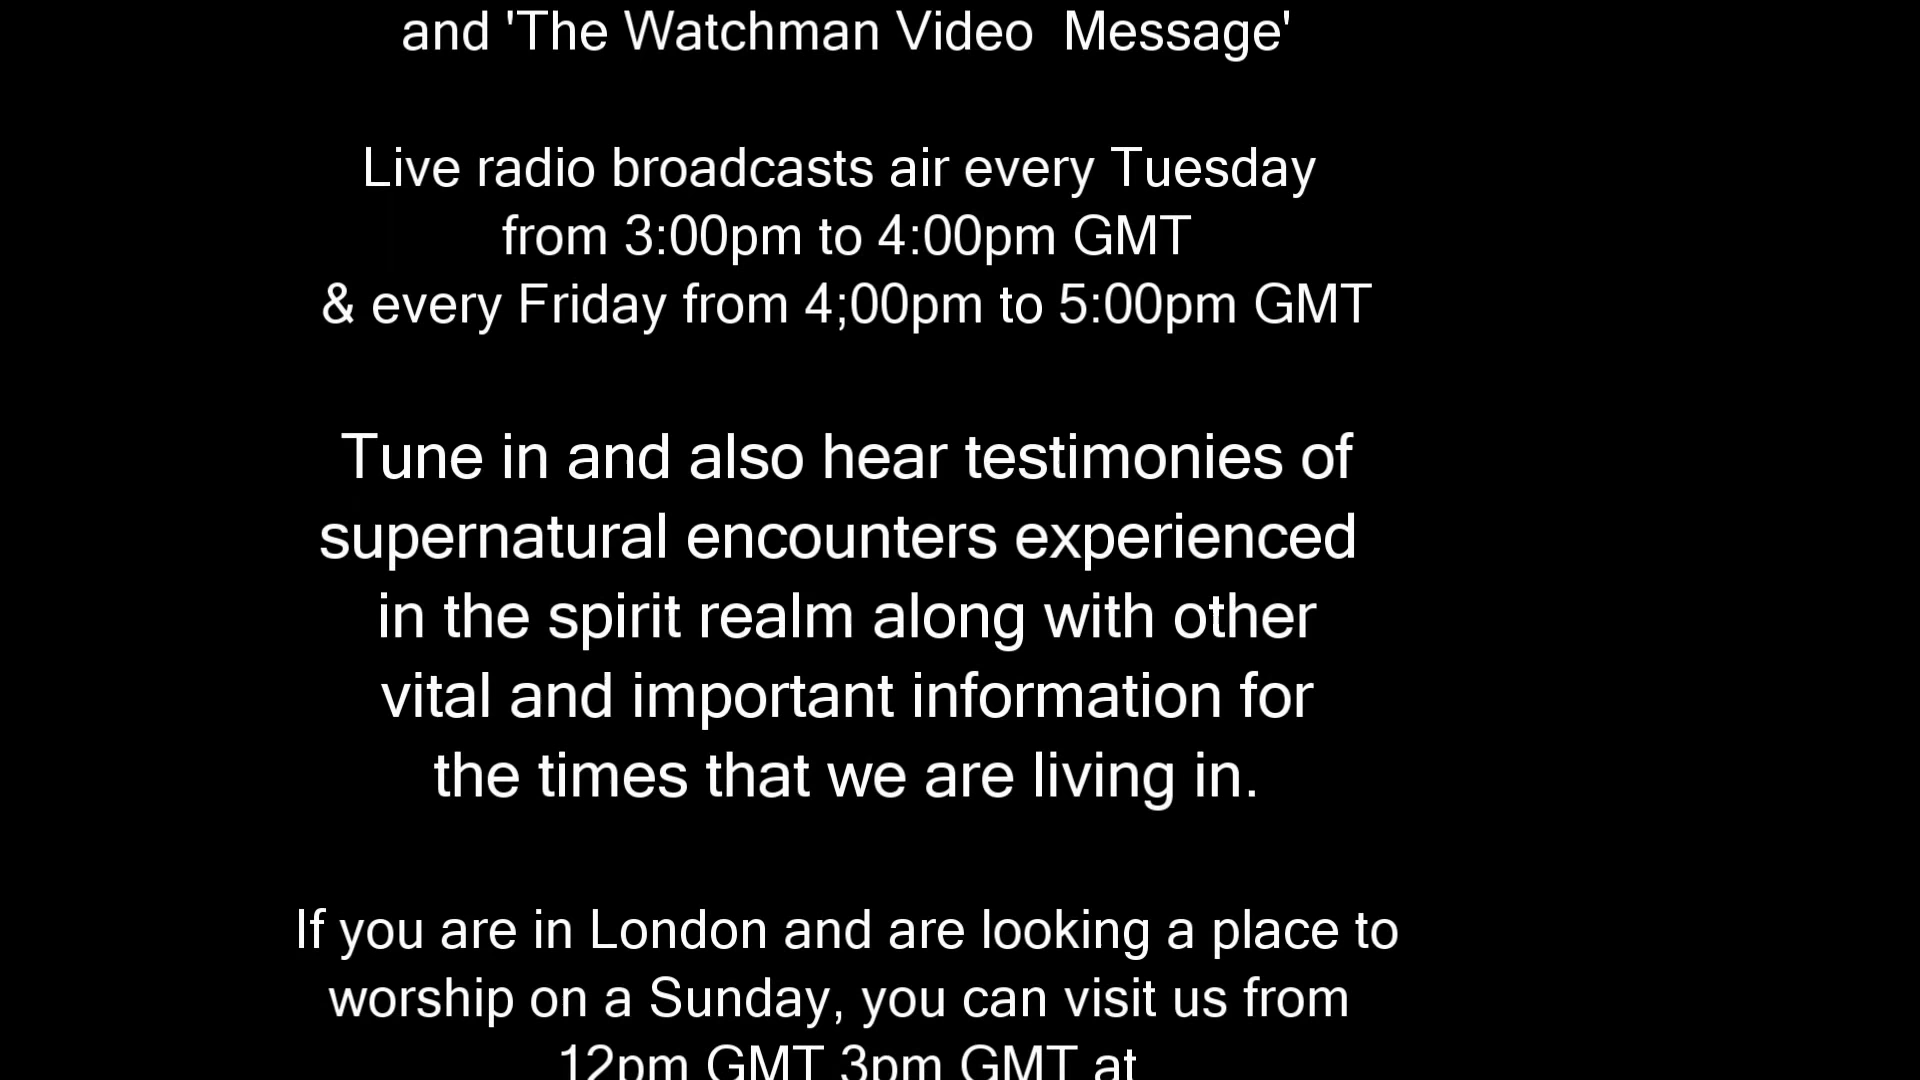 and 'The Watchman Video  Message'
Live radio broadcasts air every Tuesday
from 3:00pm to 4:00pm GMT
& every Friday from 4;00pm to 5:00pm GMT
Tune in and also hear testimonies of
supernatural encounters experienced
in the spirit realm along with other
vital and important information for
the times that we are living in.
If you are in London and are looking a place to
worship on a Sunday, you can visit us from
12pm GMT 3pm GMT at